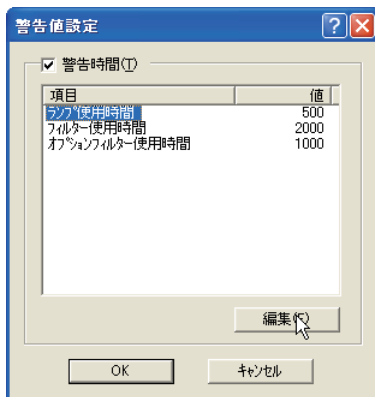 警告値設定
警告時間(T)
項目 値
ランプ使用時間 500
フィルター使用時間 2000
オプションフィルター使用時間 1000
編集(E)
OK キャンセル